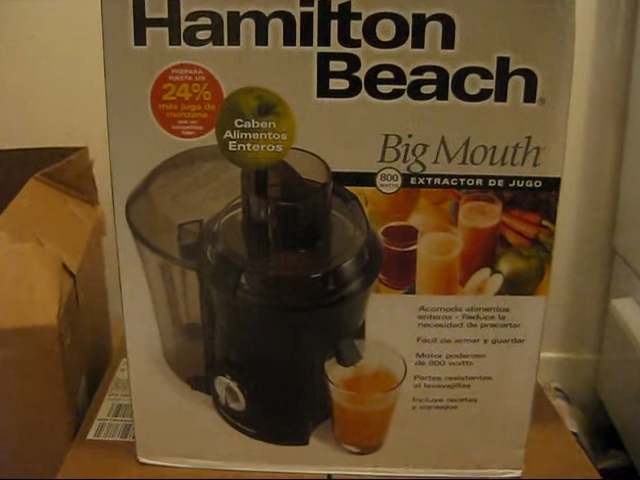 Hamilton
Beach
PREPARA
HASTA UN
24%
más jugo de
manzana
Caben
Alimentos
Enteros
Big Mouth
800
WATTS
EXTRACTOR DE JUGO
Acomoda alimentos
enteros - Reduce la
necesidad de precortar
Fácil de armar y guardar
Motor poderoso
de 800 watts
Partes resistentes
al lavavajillas
Incluye recetas
y consejos